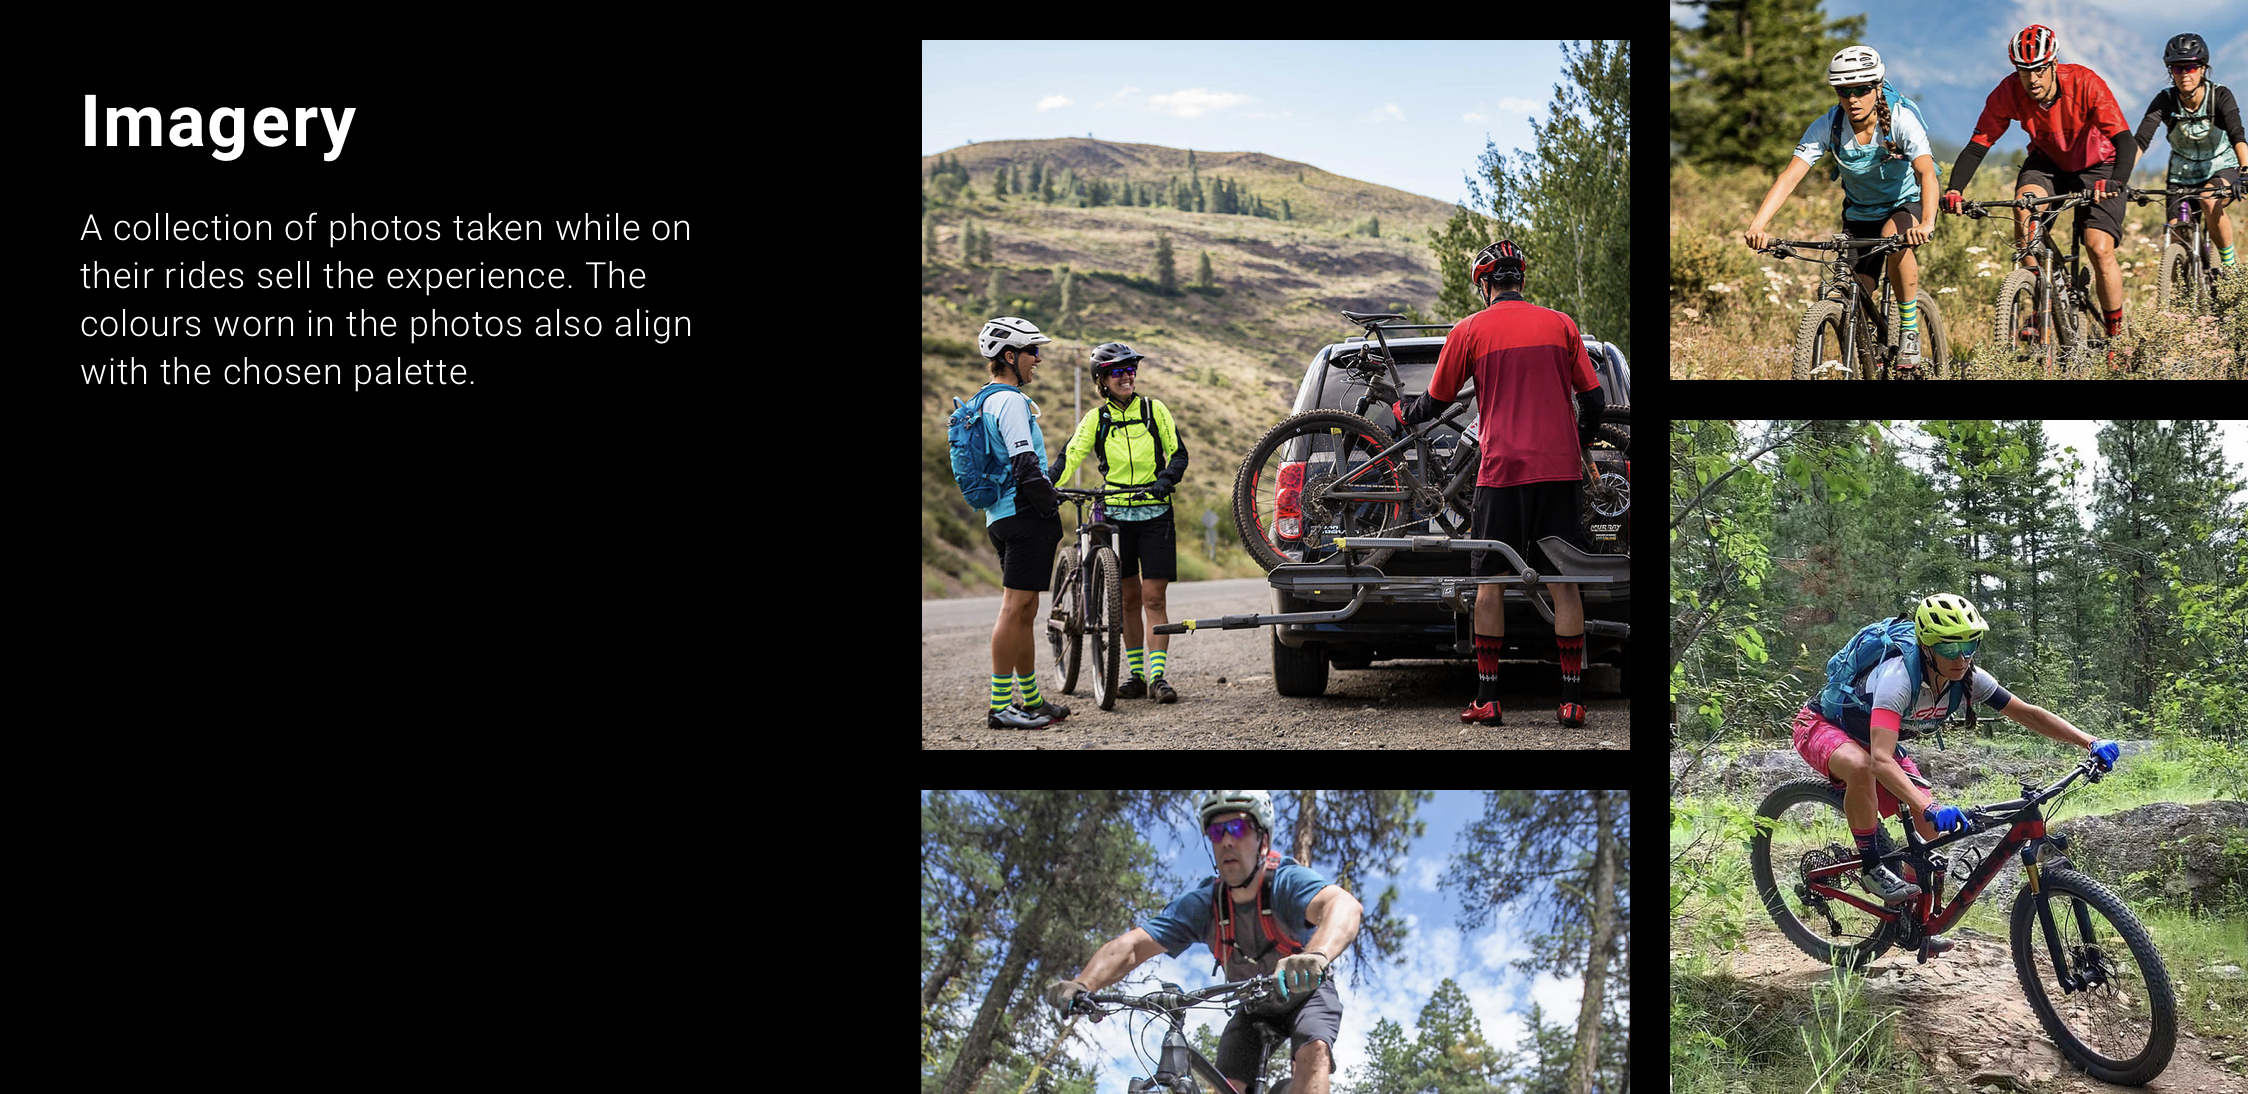 Imagery
A collection of photos taken while on
their rides sell the experience. The
colours worn in the photos also align
with the chosen palette.